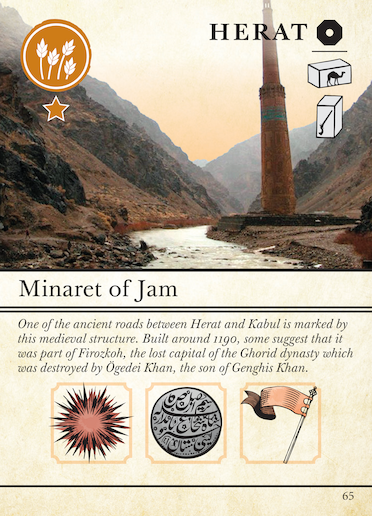 HERAT
Minaret of Jam
One of the ancient roads between Herat and Kabul is marked by
this medieval structure. Built around 1190, some suggest that it
was part of Firozkoh, the lost capital of the Ghorid dynasty which
was destroyed by Ögedei Khan, the son of Genghis Khan.
65